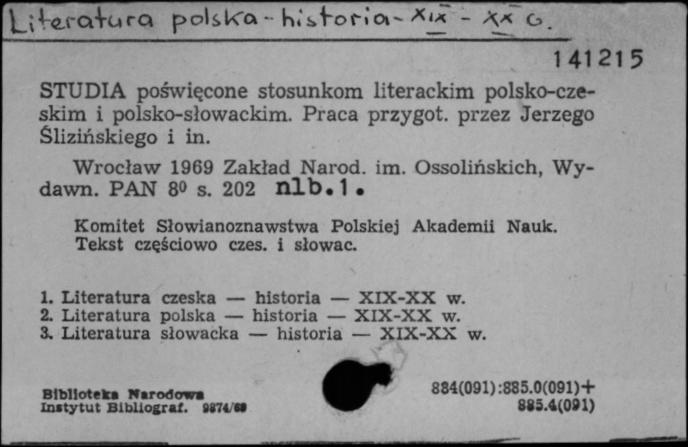 Literatura polska - historia - XIX - XX w.
141215
STUDIA poświęcone stosunkom literackim polsko-cze-
skim i polsko-słowackim. Praca przygot. przez Jerzego
Ślizińskiego i in.
Wrocław 1969 Zakład Narod. im. Ossolińskich, Wy-
dawn. PAN 8⁰ s. 202 nlb.1.
Komitet Słowianoznawstwa Polskiej Akademii Nauk.
Tekst częściowo czes. i słowac.
1. Literatura czeska — historia — XIX-XX w.
2. Literatura polska — historia — XIX-XX w.
3. Literatura słowacka — historia — XIX-XX w.
Biblioteka Narodowa
Instytut Bibliograf. 9874/69
884(091):885.0(091)+
885.4(091)